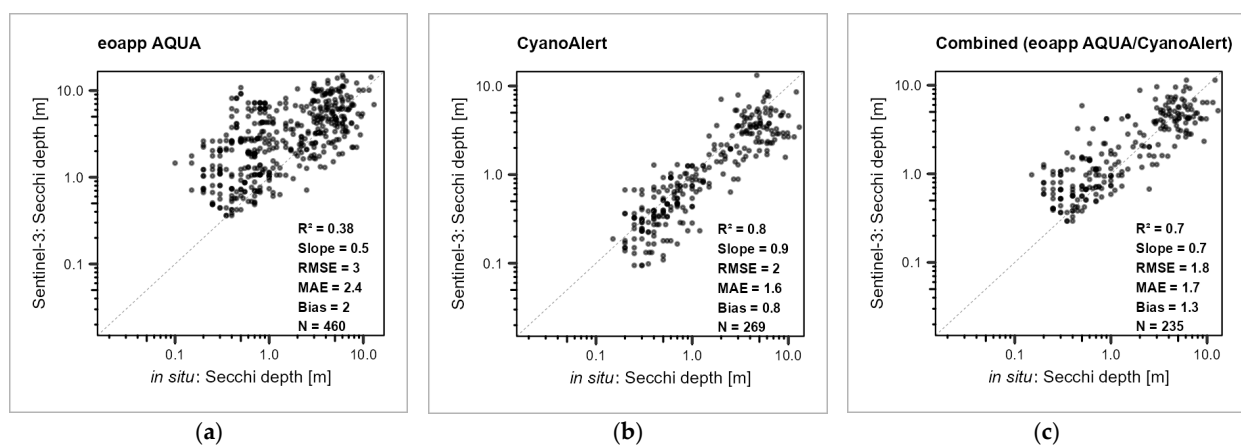 eoapp AQUA
Sentinel-3: Secchi depth [m]
10.0
1.0
0.1
R² = 0.38
Slope = 0.5
RMSE = 3
MAE = 2.4
Bias = 2
N = 460
0.1 1.0 10.0
in situ: Secchi depth [m]
(a)
CyanoAlert
Sentinel-3: Secchi depth [m]
10.0
1.0
0.1
R² = 0.8
Slope = 0.9
RMSE = 2
MAE = 1.6
Bias = 0.8
N = 269
0.1 1.0 10.0
in situ: Secchi depth [m]
(b)
Combined (eoapp AQUA/CyanoAlert)
Sentinel-3: Secchi depth [m]
10.0
1.0
0.1
R² = 0.7
Slope = 0.7
RMSE = 1.8
MAE = 1.7
Bias = 1.3
N = 235
0.1 1.0 10.0
in situ: Secchi depth [m]
(c)